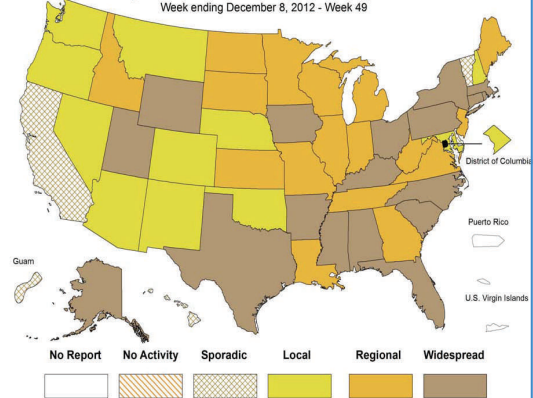 Week ending December 8, 2012 - Week 49
District of Columbia
Puerto Rico
Guam
U.S. Virgin Islands
No Report No Activity Sporadic Local Regional Widespread